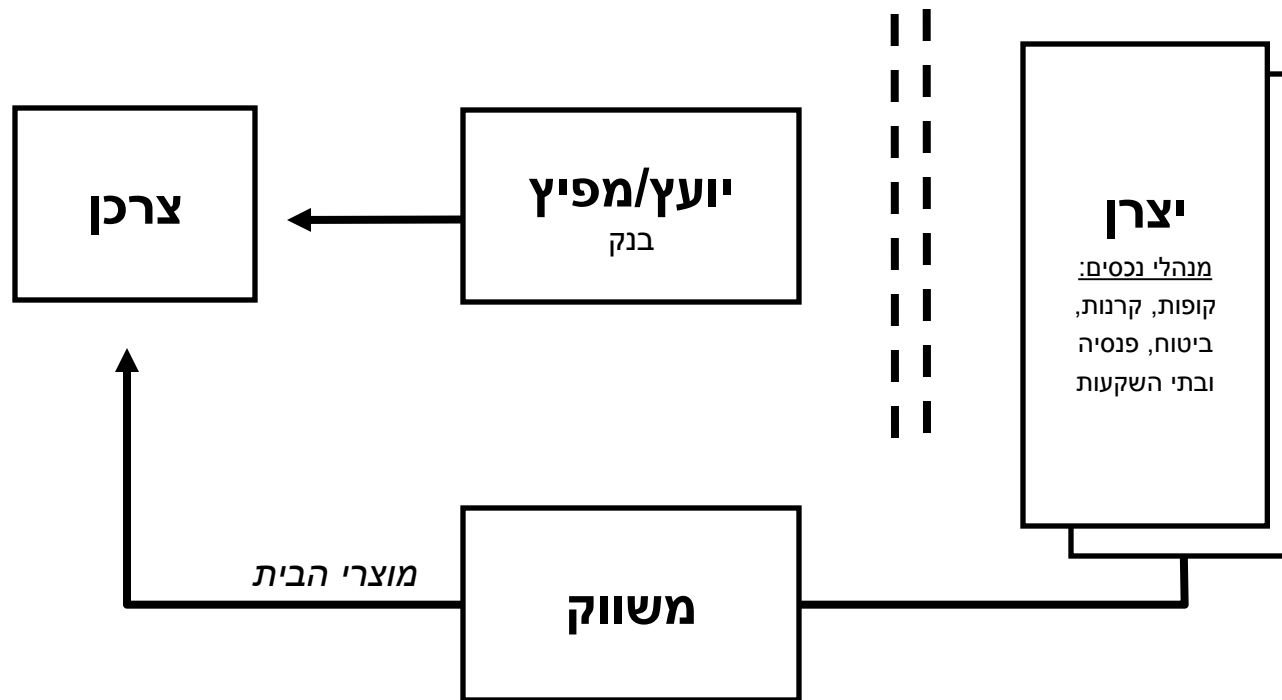 יצרן
מנהלי נכסים:
קופות, קרנות,
ביטוח, פנסיה
ובתי השקעות
יועץ/מפיץ
בנק
צרכן
מוצרי הבית
משווק